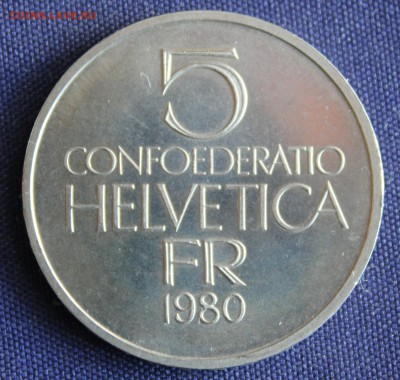 5
CONFOEDERATIO
HELVETICA
FR
1980